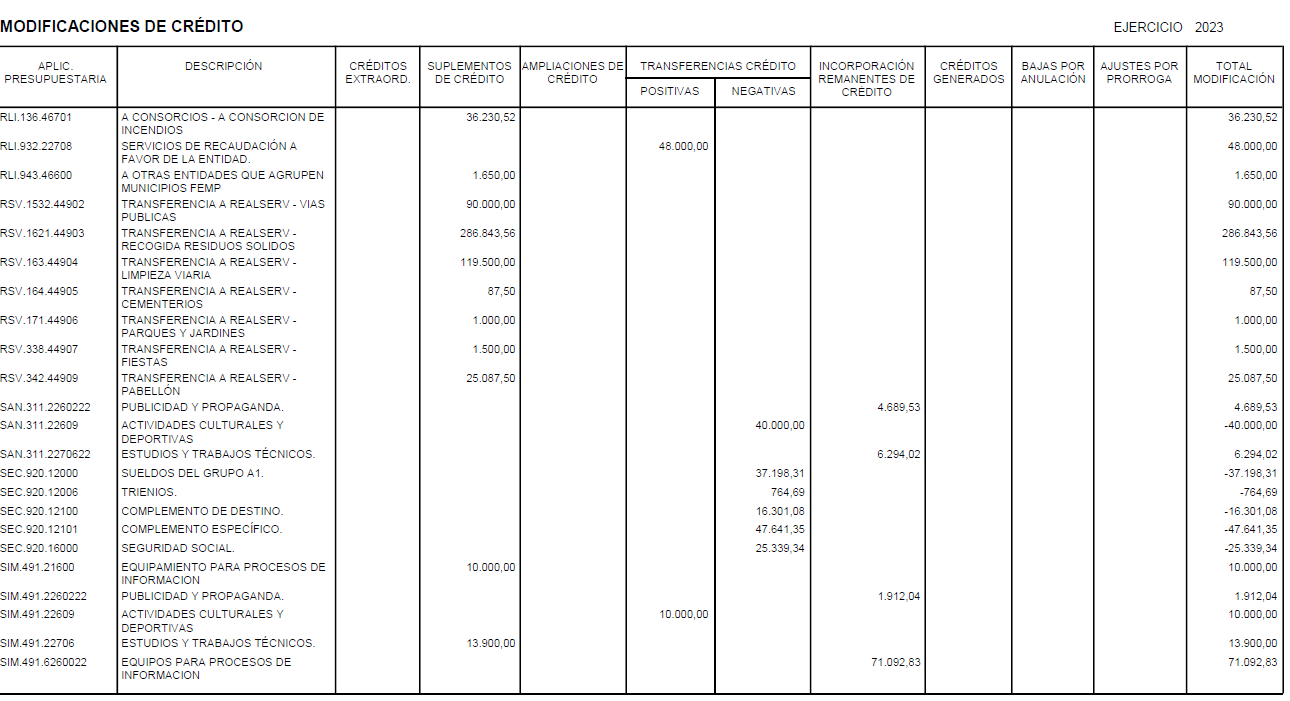 MODIFICACIONES DE CRÉDITO EJERCICIO 2023
APLIC. PRESUPUESTARIA DESCRIPCIÓN CRÉDITOS EXTRAORD. SUPLEMENTOS DE CRÉDITO AMPLIACIONES DE CRÉDITO TRANSFERENCIAS CRÉDITO INCORPORACIÓN REMANENTES DE CRÉDITO CRÉDITOS GENERADOS BAJAS POR ANULACIÓN AJUSTES POR PRORROGA TOTAL MODIFICACIÓN
POSITIVAS NEGATIVAS
RLI.136.46701 A CONSORCIOS - A CONSORCION DE 36.230,52 36.230,52
INCENDIOS
RLI.932.22708 SERVICIOS DE RECAUDACIÓN A 48.000,00 48.000,00
FAVOR DE LA ENTIDAD.
RLI.943.46600 A OTRAS ENTIDADES QUE AGRUPEN 1.650,00 1.650,00
MUNICIPIOS FEMP
RSV.1532.44902 TRANSFERENCIA A REALSERV - VIAS 90.000,00 90.000,00
PUBLICAS
RSV.1621.44903 TRANSFERENCIA A REALSERV - 286.843,56 286.843,56
RECOGIDA RESIDUOS SOLIDOS
RSV.163.44904 TRANSFERENCIA A REALSERV - 119.500,00 119.500,00
LIMPIEZA VIARIA
RSV.164.44905 TRANSFERENCIA A REALSERV - 87,50 87,50
CEMENTERIOS
RSV.171.44906 TRANSFERENCIA A REALSERV - 1.000,00 1.000,00
PARQUES Y JARDINES
RSV.338.44907 TRANSFERENCIA A REALSERV - 1.500,00 1.500,00
FIESTAS
RSV.342.44909 TRANSFERENCIA A REALSERV - 25.087,50 25.087,50
PABELLÓN
SAN.311.2260222 PUBLICIDAD Y PROPAGANDA. 4.689,53 4.689,53
SAN.311.22609 ACTIVIDADES CULTURALES Y 40.000,00 -40.000,00
DEPORTIVAS
SAN.311.2270622 ESTUDIOS Y TRABAJOS TÉCNICOS. 6.294,02 6.294,02
SEC.920.12000 SUELDOS DEL GRUPO A1. 37.198,31 -37.198,31
SEC.920.12006 TRIENIOS. 764,69 -764,69
SEC.920.12100 COMPLEMENTO DE DESTINO. 16.301,08 -16.301,08
SEC.920.12101 COMPLEMENTO ESPECÍFICO. 47.641,35 -47.641,35
SEC.920.16000 SEGURIDAD SOCIAL. 25.339,34 -25.339,34
SIM.491.21600 EQUIPAMIENTO PARA PROCESOS DE 10.000,00 10.000,00
INFORMACION
SIM.491.2260222 PUBLICIDAD Y PROPAGANDA. 1.912,04 1.912,04
SIM.491.22609 ACTIVIDADES CULTURALES Y 10.000,00 10.000,00
DEPORTIVAS
SIM.491.22706 ESTUDIOS Y TRABAJOS TÉCNICOS. 13.900,00 13.900,00
SIM.491.6260022 EQUIPOS PARA PROCESOS DE 71.092,83 71.092,83
INFORMACION